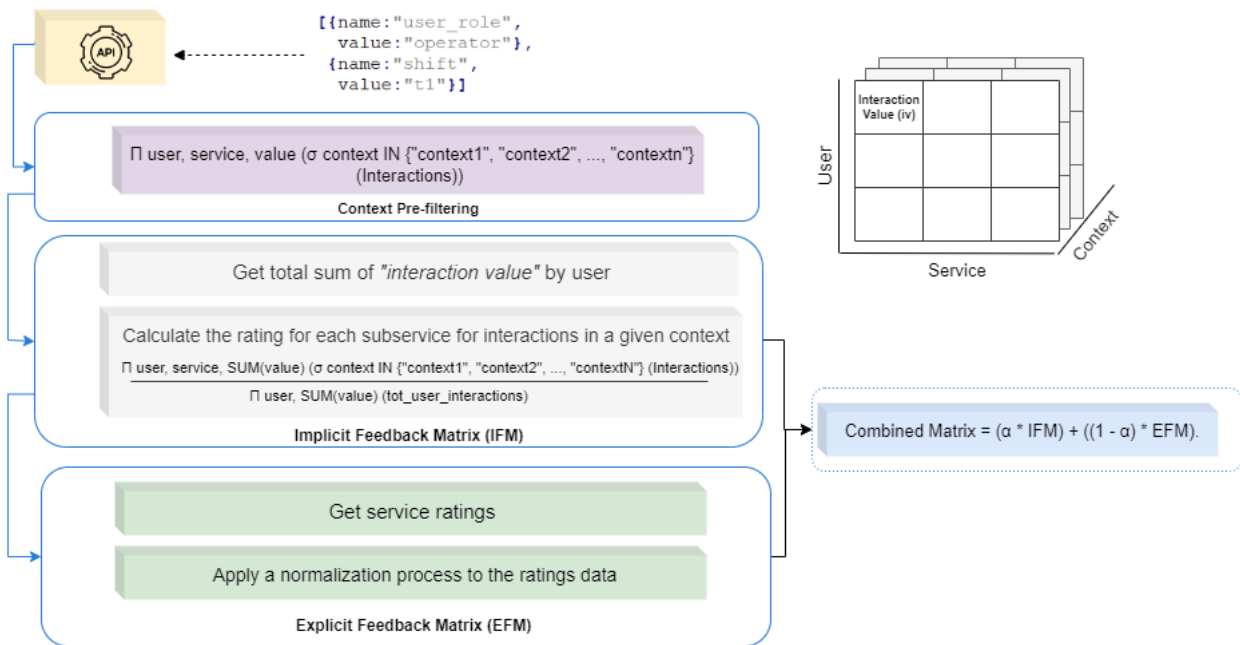 API
[{name:"user_role",
value:"operator"},
{name:"shift",
value:"t1"}]
Π user, service, value (σ context IN {"context1", "context2", ..., "contextn"}
(Interactions))
Context Pre-filtering
Get total sum of "interaction value" by user
Calculate the rating for each subservice for interactions in a given context
Π user, service, SUM(value) (σ context IN {"context1", "context2", ..., "contextN"} (Interactions))
Π user, SUM(value) (tot_user_interactions)
Implicit Feedback Matrix (IFM)
Get service ratings
Apply a normalization process to the ratings data
Explicit Feedback Matrix (EFM)
Interaction
Value (iv)
User
Service
Context
Combined Matrix = (α * IFM) + ((1 - α) * EFM).